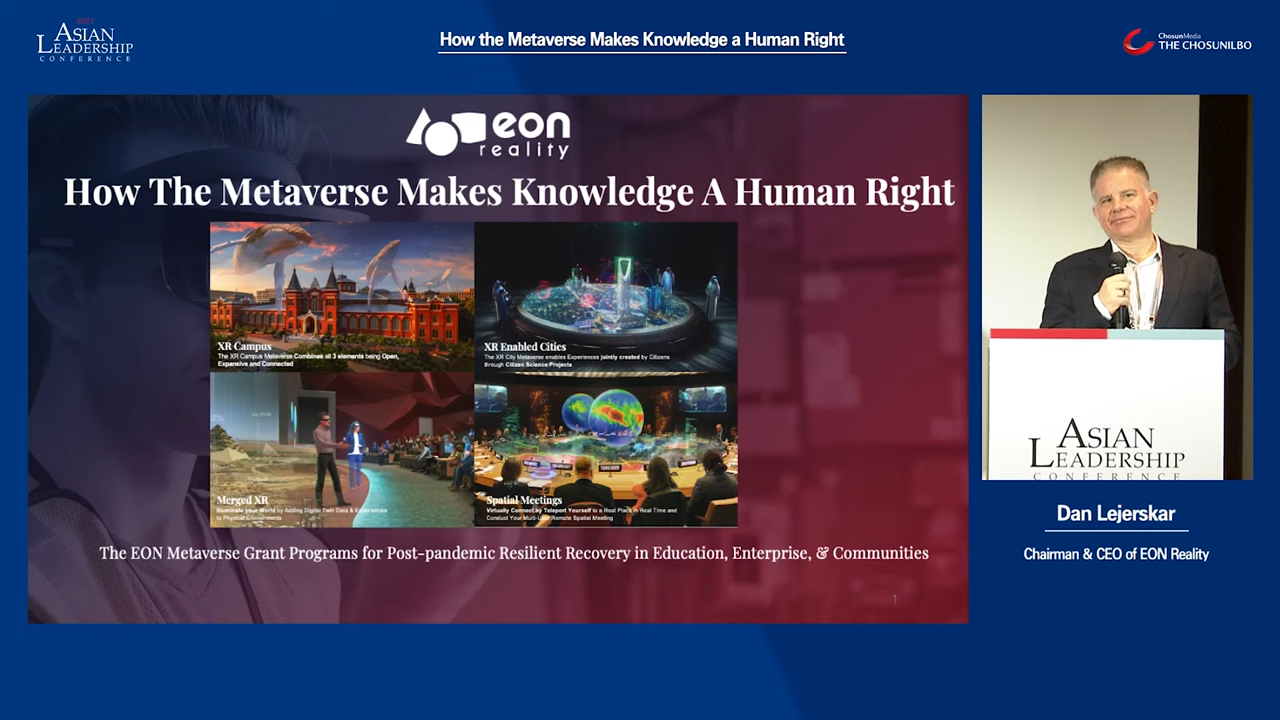 2022
ASIAN
LEADERSHIP
CONFERENCE
How the Metaverse Makes Knowledge a Human Right
ChosunMedia
THE CHOSUNILBO
eon
reality
How The Metaverse Makes Knowledge A Human Right
XR Campus
The XR Campus Metaverse Combines all 3 elements being Open,
Expansive and Connected
XR Enabled Cities
The XR City Metaverse enables Experiences jointly created by Citizens
through Citizen Science Projects
Merged XR
Illuminate your World by Adding Digital Twin Data & Experiences
to Physical Environments
Spatial Meetings
Virtually Connect by Teleport Yourself to a Real Place in Real Time and
Conduct Your Multi-User Remote Spatial Meeting
The EON Metaverse Grant Programs for Post-pandemic Resilient Recovery in Education, Enterprise, & Communities
1
ASIAN
LEADERSHIP
CONFERENCE
Dan Lejerskar
Chairman & CEO of EON Reality